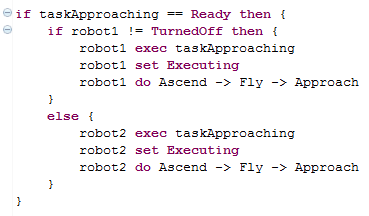 if taskApproaching == Ready then {
if robot1 != TurnedOff then {
robot1 exec taskApproaching
robot1 set Executing
robot1 do Ascend -> Fly -> Approach
}
else {
robot2 exec taskApproaching
robot2 set Executing
robot2 do Ascend -> Fly -> Approach
}
}